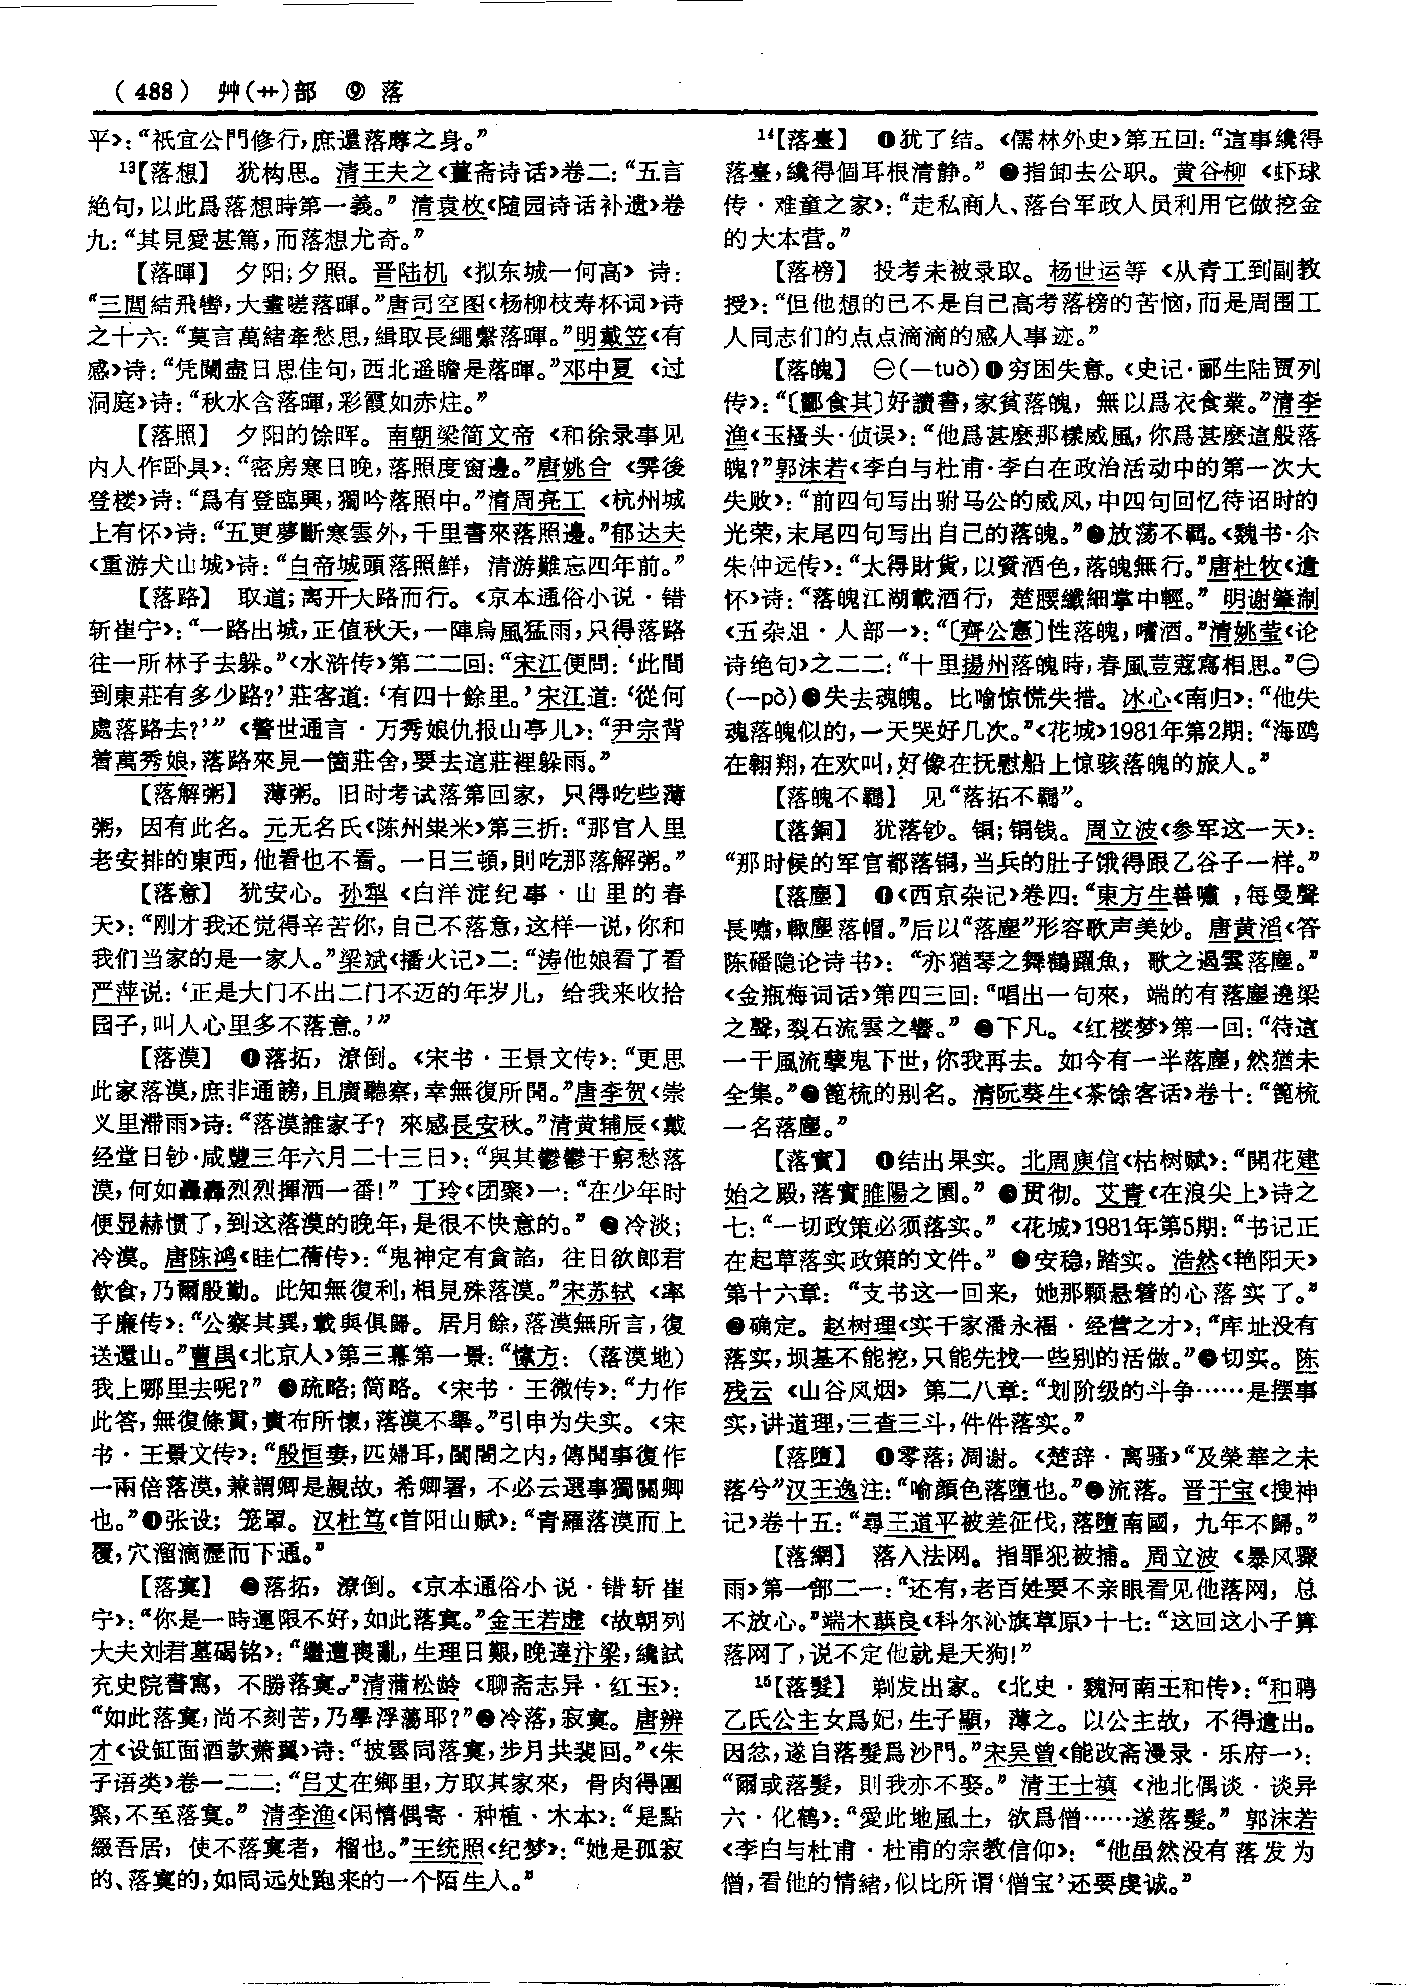 （488） 艸(艹)部 ⑨ 落
平〉：“祇宜公門修行，庶還落蓐之身。”
¹³【落想】 犹构思。清王夫之〈薑斋诗话〉卷二：“五言
絶句，以此爲落想時第一義。”清袁枚〈随园诗话补遗〉卷
九：“其見愛甚篤，而落想尤奇。”
【落暉】 夕阳；夕照。晋陆机〈拟东城一何高〉诗：
“三閭結飛轡，大耋嗟落暉。”唐司空图〈杨柳枝寿杯词〉诗
之十六：“莫言萬緒牽愁思，緝取長繩繫落暉。”明戴笠〈有
感〉诗：“凭闌盡日思佳句，西北遥瞻是落暉。”邓中夏〈过
洞庭〉诗：“秋水含落暉，彩霞如赤炷。”
【落照】 夕阳的馀晖。南朝梁简文帝〈和徐录事见
内人作卧具〉：“密房寒日晚，落照度窗邊。”唐姚合〈霁後
登楼〉诗：“爲有登臨興，獨吟落照中。”清周亮工〈杭州城
上有怀〉诗：“五更夢斷寒雲外，千里書來落照邊。”郁达夫
〈重游犬山城〉诗：“白帝城頭落照鮮，清游難忘四年前。”
【落路】 取道；离开大路而行。〈京本通俗小说·错
斩崔宁〉：“一路出城，正值秋天，一陣烏風猛雨，只得落路
往一所林子去躲。”〈水浒传〉第二二回：“宋江便問：‘此間
到東莊有多少路？’莊客道：‘有四十餘里。’宋江道：‘從何
處落路去？’”〈警世通言·万秀娘仇报山亭儿〉：“尹宗背
着萬秀娘，落路來見一箇莊舍，要去這莊裡躲雨。”
【落解粥】 薄粥。旧时考试落第回家，只得吃些薄
粥，因有此名。元无名氏〈陈州粜米〉第三折：“那官人里
老安排的東西，他看也不看。一日三頓，則吃那落解粥。”
【落意】 犹安心。孙犁〈白洋淀纪事·山里的春
天〉：“刚才我还觉得辛苦你，自己不落意，这样一说，你和
我们当家的是一家人。”梁斌〈播火记〉二：“涛他娘看了看
严萍说：‘正是大门不出二门不迈的年岁儿，给我来收拾
园子，叫人心里多不落意。’”
【落漠】 ❶落拓，潦倒。〈宋书·王景文传〉：“更思
此家落漠，庶非通謗，且廣聽察，幸無復所聞。”唐李贺〈崇
义里滞雨〉诗：“落漠誰家子？來感長安秋。”清黄辅辰〈戴
经堂日钞·咸豐三年六月二十三日〉：“與其鬱鬱于窮愁落
漠，何如轟轟烈烈揮洒一番！”丁玲〈团聚〉一：“在少年时
便显赫惯了，到这落漠的晚年，是很不快意的。”❷冷淡；
冷漠。唐陈鸿〈眭仁蒨传〉：“鬼神定有貪諂，往日欲郎君
飲食，乃爾殷勤。此知無復利，相見殊落漠。”宋苏轼〈率
子廉传〉：“公察其異，載與俱歸。居月餘，落漠無所言，復
送還山。”曹禺〈北京人〉第三幕第一景：“愫方：（落漠地）
我上哪里去呢？”❸疏略；简略。〈宋书·王微传〉：“力作
此答，無復條貫，貴布所懷，落漠不舉。”引申为失实。〈宋
书·王景文传〉：“殷恒妻，匹婦耳，閨閤之内，傳聞事復作
一兩倍落漠，兼謂卿是親故，希卿署，不必云選事獨關卿
也。”❹张设；笼罩。汉杜笃〈首阳山赋〉：“青羅落漠而上
覆，穴溜滴瀝而下通。”
【落寞】 ❶落拓，潦倒。〈京本通俗小说·错斩崔
宁〉：“你是一時運限不好，如此落寞。”金王若虚〈故朝列
大夫刘君墓碣铭〉：“繼遭喪亂，生理日艱，晚達汴梁，纔試
充史院書寫，不勝落寞。”清蒲松龄〈聊斋志异·红玉〉：
“如此落寞，尚不刻苦，乃學浮蕩耶？”❷冷落，寂寞。唐辨
才〈设缸面酒款萧翼〉诗：“披雲同落寞，步月共裴回。”〈朱
子语类〉卷一二二：“吕丈在鄉里，方取其家來，骨肉得團
聚，不至落寞。”清李渔〈闲情偶寄·种植·木本〉：“是點
綴吾居，使不落寞者，榴也。”王统照〈纪梦〉：“她是孤寂
的、落寞的，如同远处跑来的一个陌生人。”
¹⁴【落臺】 ❶犹了结。〈儒林外史〉第五回：“這事纔得
落臺，纔得個耳根清静。”❷指卸去公职。黄谷柳〈虾球
传·难童之家〉：“走私商人、落台军政人员利用它做挖金
的大本营。”
【落榜】 投考未被录取。杨世运等〈从青工到副教
授〉：“但他想的已不是自己高考落榜的苦恼，而是周围工
人同志们的点点滴滴的感人事迹。”
【落魄】 ㊀(—tuò)❶穷困失意。〈史记·郦生陆贾列
传〉：“〔酈食其〕好讀書，家貧落魄，無以爲衣食業。”清李
渔〈玉搔头·侦误〉：“他爲甚麽那樣威風，你爲甚麽這般落
魄？”郭沫若〈李白与杜甫·李白在政治活动中的第一次大
失败〉：“前四句写出驸马公的威风，中四句回忆待诏时的
光荣，末尾四句写出自己的落魄。”❷放荡不羁。〈魏书·尒
朱仲远传〉：“太得財貨，以資酒色，落魄無行。”唐杜牧〈遣
怀〉诗：“落魄江湖載酒行，楚腰纖細掌中輕。”明谢肇淛
〈五杂俎·人部一〉：“〔齊公憲〕性落魄，嗜酒。”清姚莹〈论
诗绝句〉之二二：“十里揚州落魄時，春風荳蔻寫相思。”㊁
(—pò)❶失去魂魄。比喻惊慌失措。冰心〈南归〉：“他失
魂落魄似的，一天哭好几次。”〈花城〉1981年第2期：“海鸥
在翱翔，在欢叫，好像在抚慰船上惊骇落魄的旅人。”
【落魄不羈】 见“落拓不羈”。
【落銅】 犹落钞。铜；铜钱。周立波〈参军这一天〉：
“那时候的军官都落铜，当兵的肚子饿得跟乙谷子一样。”
【落塵】 ❶〈西京杂记〉卷四：“東方生善嘯，每曼聲
長嘯，輒塵落帽。”后以“落塵”形容歌声美妙。唐黄滔〈答
陈磻隐论诗书〉：“亦猶琴之舞鶴躍魚，歌之遏雲落塵。”
〈金瓶梅词话〉第四三回：“唱出一句來，端的有落塵遶梁
之聲，裂石流雲之響。”❷下凡。〈红楼梦〉第一回：“待這
一干風流孽鬼下世，你我再去。如今有一半落塵，然猶未
全集。”❸篦梳的别名。清阮葵生〈茶馀客话〉卷十：“篦梳
一名落塵。”
【落實】 ❶结出果实。北周庾信〈枯树赋〉：“開花建
始之殿，落實睢陽之園。”❷贯彻。艾青〈在浪尖上〉诗之
七：“一切政策必须落实。”〈花城〉1981年第5期：“书记正
在起草落实政策的文件。”❸安稳，踏实。浩然〈艳阳天〉
第十六章：“支书这一回来，她那颗悬着的心落实了。”
❹确定。赵树理〈实干家潘永福·经营之才〉：“库址没有
落实，坝基不能挖，只能先找一些别的活做。”❺切实。陈
残云〈山谷风烟〉第二八章：“划阶级的斗争……是摆事
实，讲道理，三查三斗，件件落实。”
【落墮】 ❶零落；凋谢。〈楚辞·离骚〉“及榮華之未
落兮”汉王逸注：“喻顔色落墮也。”❷流落。晋干宝〈搜神
记〉卷十五：“尋王道平被差征伐，落墮南國，九年不歸。”
【落網】 落入法网。指罪犯被捕。周立波〈暴风骤
雨〉第一部二一：“还有，老百姓要不亲眼看见他落网，总
不放心。”端木蕻良〈科尔沁旗草原〉十七：“这回这小子算
落网了，说不定他就是天狗！”
¹⁵【落髮】 剃发出家。〈北史·魏河南王和传〉：“和聘
乙氏公主女爲妃，生子顯，薄之。以公主故，不得遣出。
因忿，遂自落髮爲沙門。”宋吴曾〈能改斋漫录·乐府一〉：
“爾或落髮，則我亦不娶。”清王士禛〈池北偶谈·谈异
六·化鹤〉：“愛此地風土，欲爲僧……遂落髮。”郭沫若
〈李白与杜甫·杜甫的宗教信仰〉：“他虽然没有落发为
僧，看他的情绪，似比所谓‘僧宝’还要虔诚。”